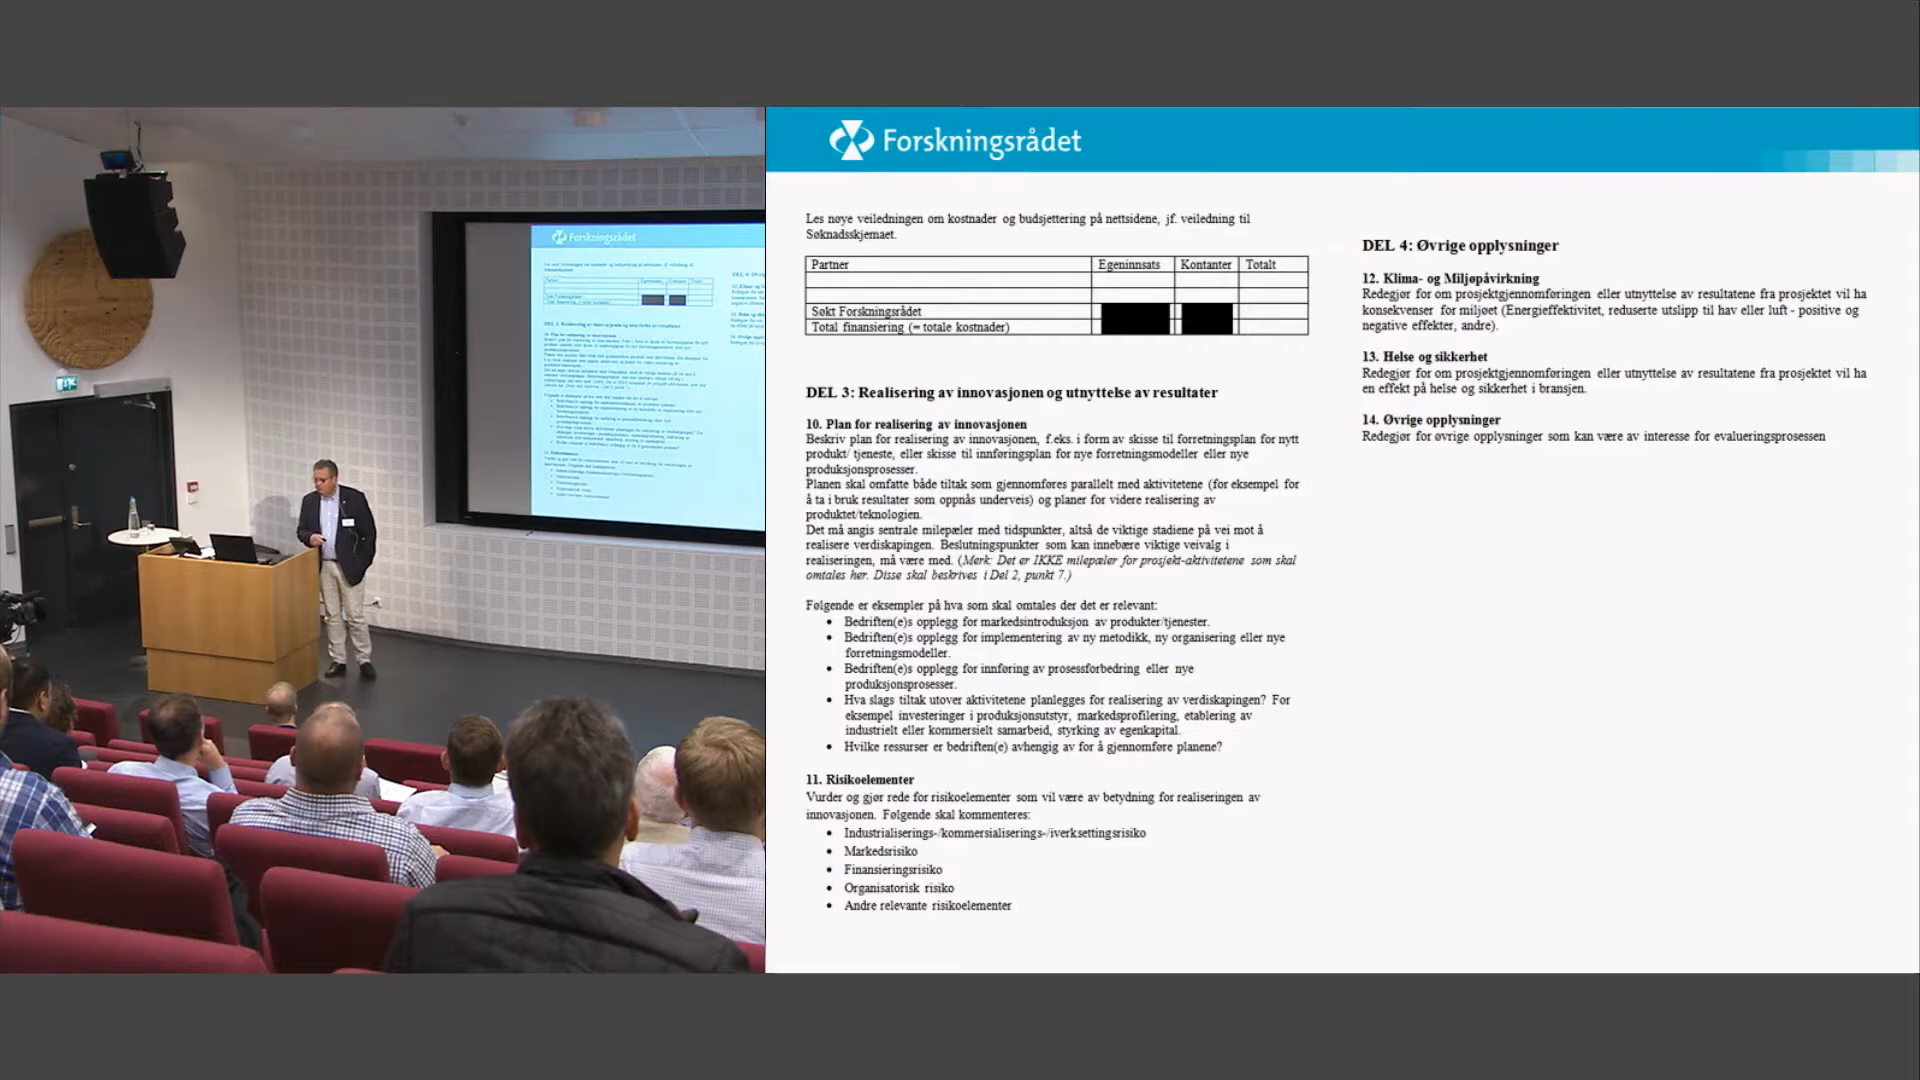 Forskningsrådet
Les nøye veiledningen om kostnader og budsjettering på nettsidene, jf. veiledning til
Søknadsskjemaet.
Partner Egeninnsats Kontanter Totalt
Søkt Forskningsrådet
Total finansiering (= totale kostnader)
DEL 3: Realisering av innovasjonen og utnyttelse av resultater
10. Plan for realisering av innovasjonen
Beskriv plan for realisering av innovasjonen, f.eks. i form av skisse til forretningsplan for nytt
produkt/ tjeneste, eller skisse til innføringsplan for nye forretningsmodeller eller nye
produksjonsprosesser.
Planen skal omfatte både tiltak som gjennomføres parallelt med aktivitetene (for eksempel for
å ta i bruk resultater som oppnås underveis) og planer for videre realisering av
produktet/teknologien.
Det må angis sentrale milepæler med tidspunkter, altså de viktige stadiene på vei mot å
realisere verdiskapingen. Beslutningspunkter som kan innebære viktige veivalg i
realiseringen, må være med. (Merk: Det er IKKE milepæler for prosjekt-aktivitetene som skal
omtales her. Disse skal beskrives i Del 2, punkt 7.)
Følgende er eksempler på hva som skal omtales der det er relevant:
• Bedriften(e)s opplegg for markedsintroduksjon av produkter/tjenester.
• Bedriften(e)s opplegg for implementering av ny metodikk, ny organisering eller nye
forretningsmodeller.
• Bedriften(e)s opplegg for innføring av prosessforbedring eller nye
produksjonsprosesser.
• Hva slags tiltak utover aktivitetene planlegges for realisering av verdiskapingen? For
eksempel investeringer i produksjonsutstyr, markedsprofilering, etablering av
industrielt eller kommersielt samarbeid, styrking av egenkapital.
• Hvilke ressurser er bedriften(e) avhengig av for å gjennomføre planene?
11. Risikoelementer
Vurder og gjør rede for risikoelementer som vil være av betydning for realiseringen av
innovasjonen. Følgende skal kommenteres:
• Industrialiserings-/kommersialiserings-/iverksettingsrisiko
• Markedsrisiko
• Finansieringsrisiko
• Organisatorisk risiko
• Andre relevante risikoelementer
DEL 4: Øvrige opplysninger
12. Klima- og Miljøpåvirkning
Redegjør for om prosjektgjennomføringen eller utnyttelse av resultatene fra prosjektet vil ha
konsekvenser for miljøet (Energieffektivitet, reduserte utslipp til hav eller luft - positive og
negative effekter, andre).
13. Helse og sikkerhet
Redegjør for om prosjektgjennomføringen eller utnyttelse av resultatene fra prosjektet vil ha
en effekt på helse og sikkerhet i bransjen.
14. Øvrige opplysninger
Redegjør for øvrige opplysninger som kan være av interesse for evalueringsprosessen
Forskningsrådet